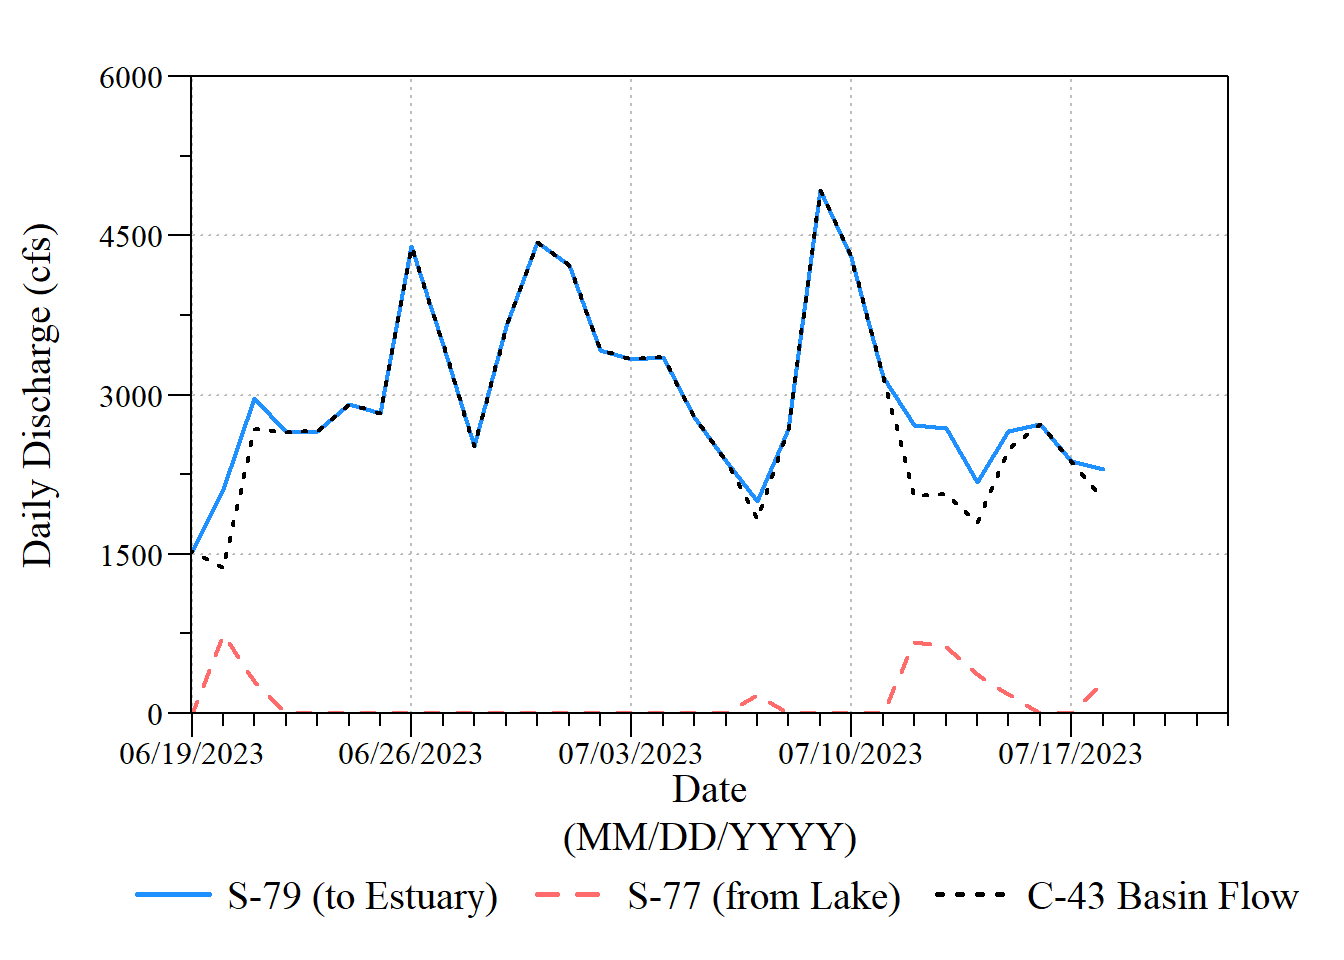 6000
4500
3000
1500
0
Daily Discharge (cfs)
06/19/2023 06/26/2023 07/03/2023 07/10/2023 07/17/2023
Date
(MM/DD/YYYY)
S-79 (to Estuary) S-77 (from Lake) C-43 Basin Flow